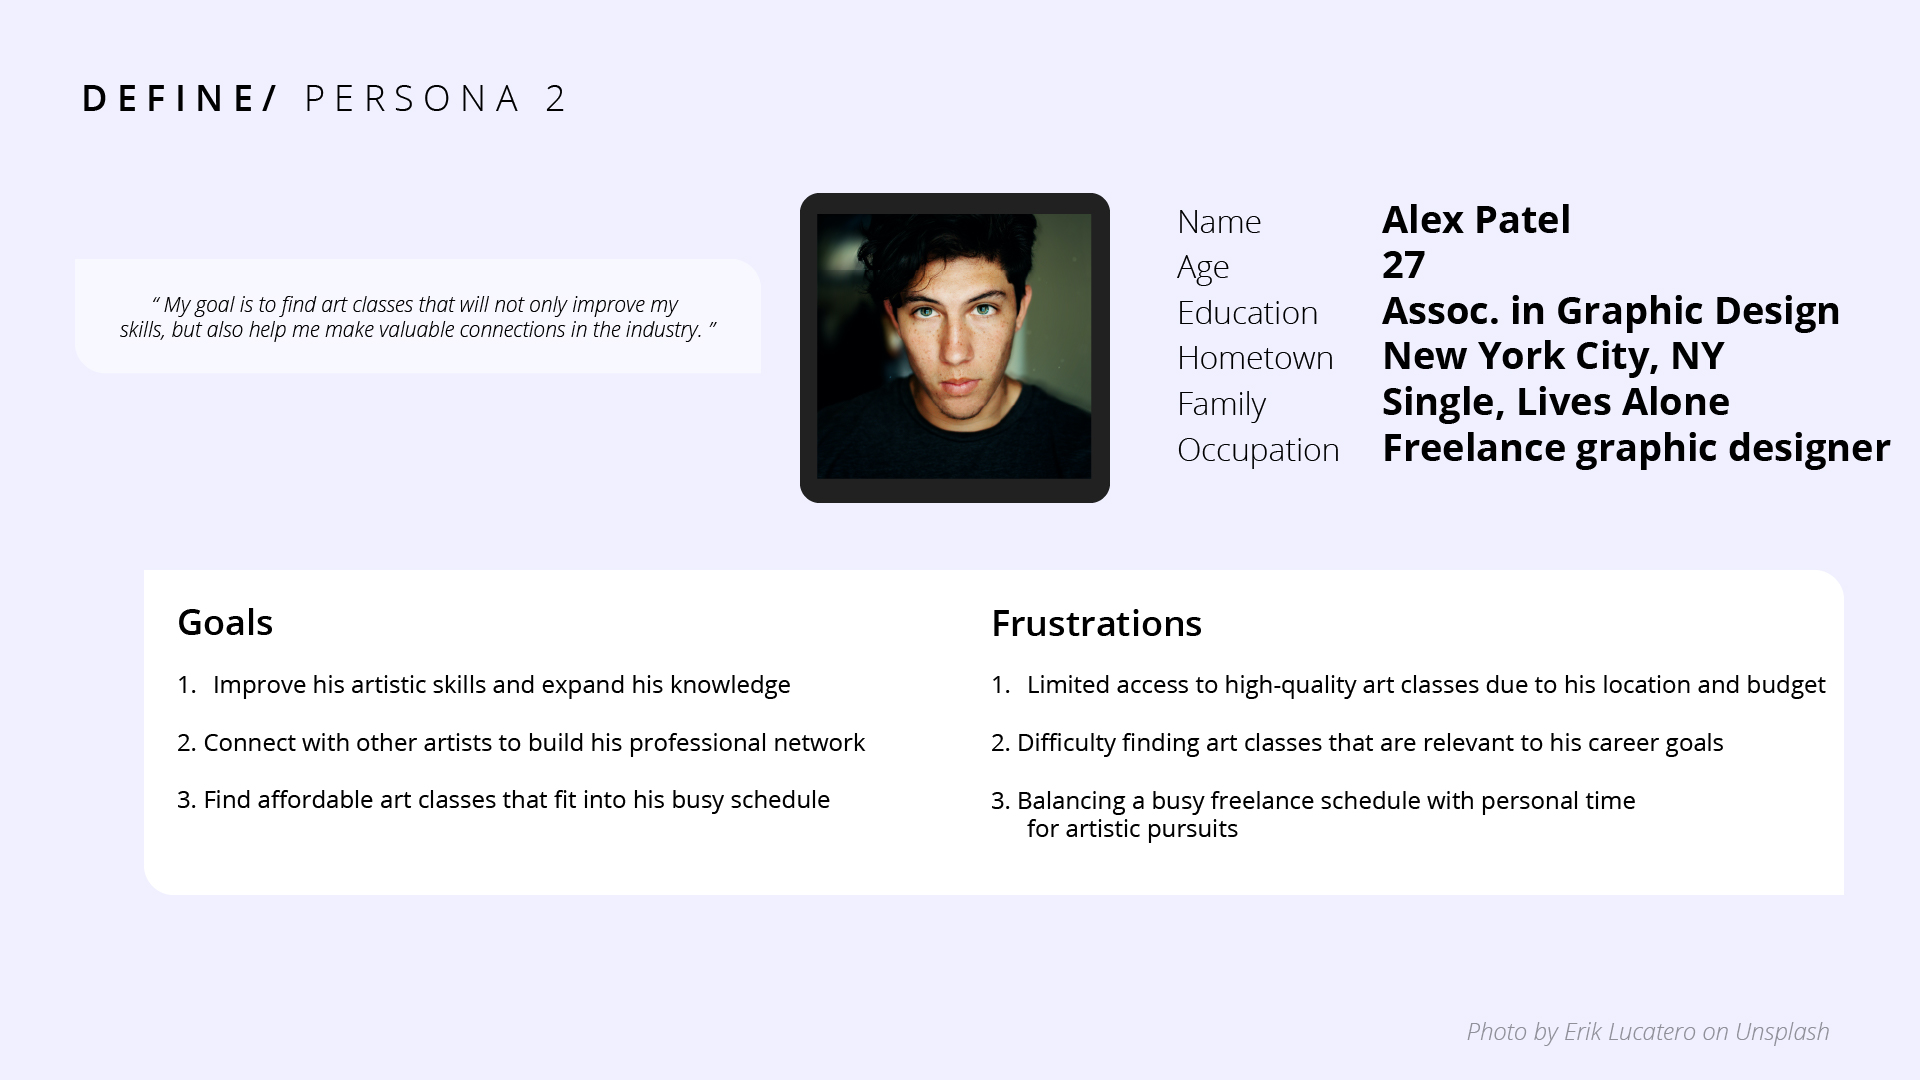 DEFINE/ PERSONA 2
“ My goal is to find art classes that will not only improve my
skills, but also help me make valuable connections in the industry. ”
Name Alex Patel
Age 27
Education Assoc. in Graphic Design
Hometown New York City, NY
Family Single, Lives Alone
Occupation Freelance graphic designer
Goals
1. Improve his artistic skills and expand his knowledge
2. Connect with other artists to build his professional network
3. Find affordable art classes that fit into his busy schedule
Frustrations
1. Limited access to high-quality art classes due to his location and budget
2. Difficulty finding art classes that are relevant to his career goals
3. Balancing a busy freelance schedule with personal time
for artistic pursuits
Photo by Erik Lucatero on Unsplash